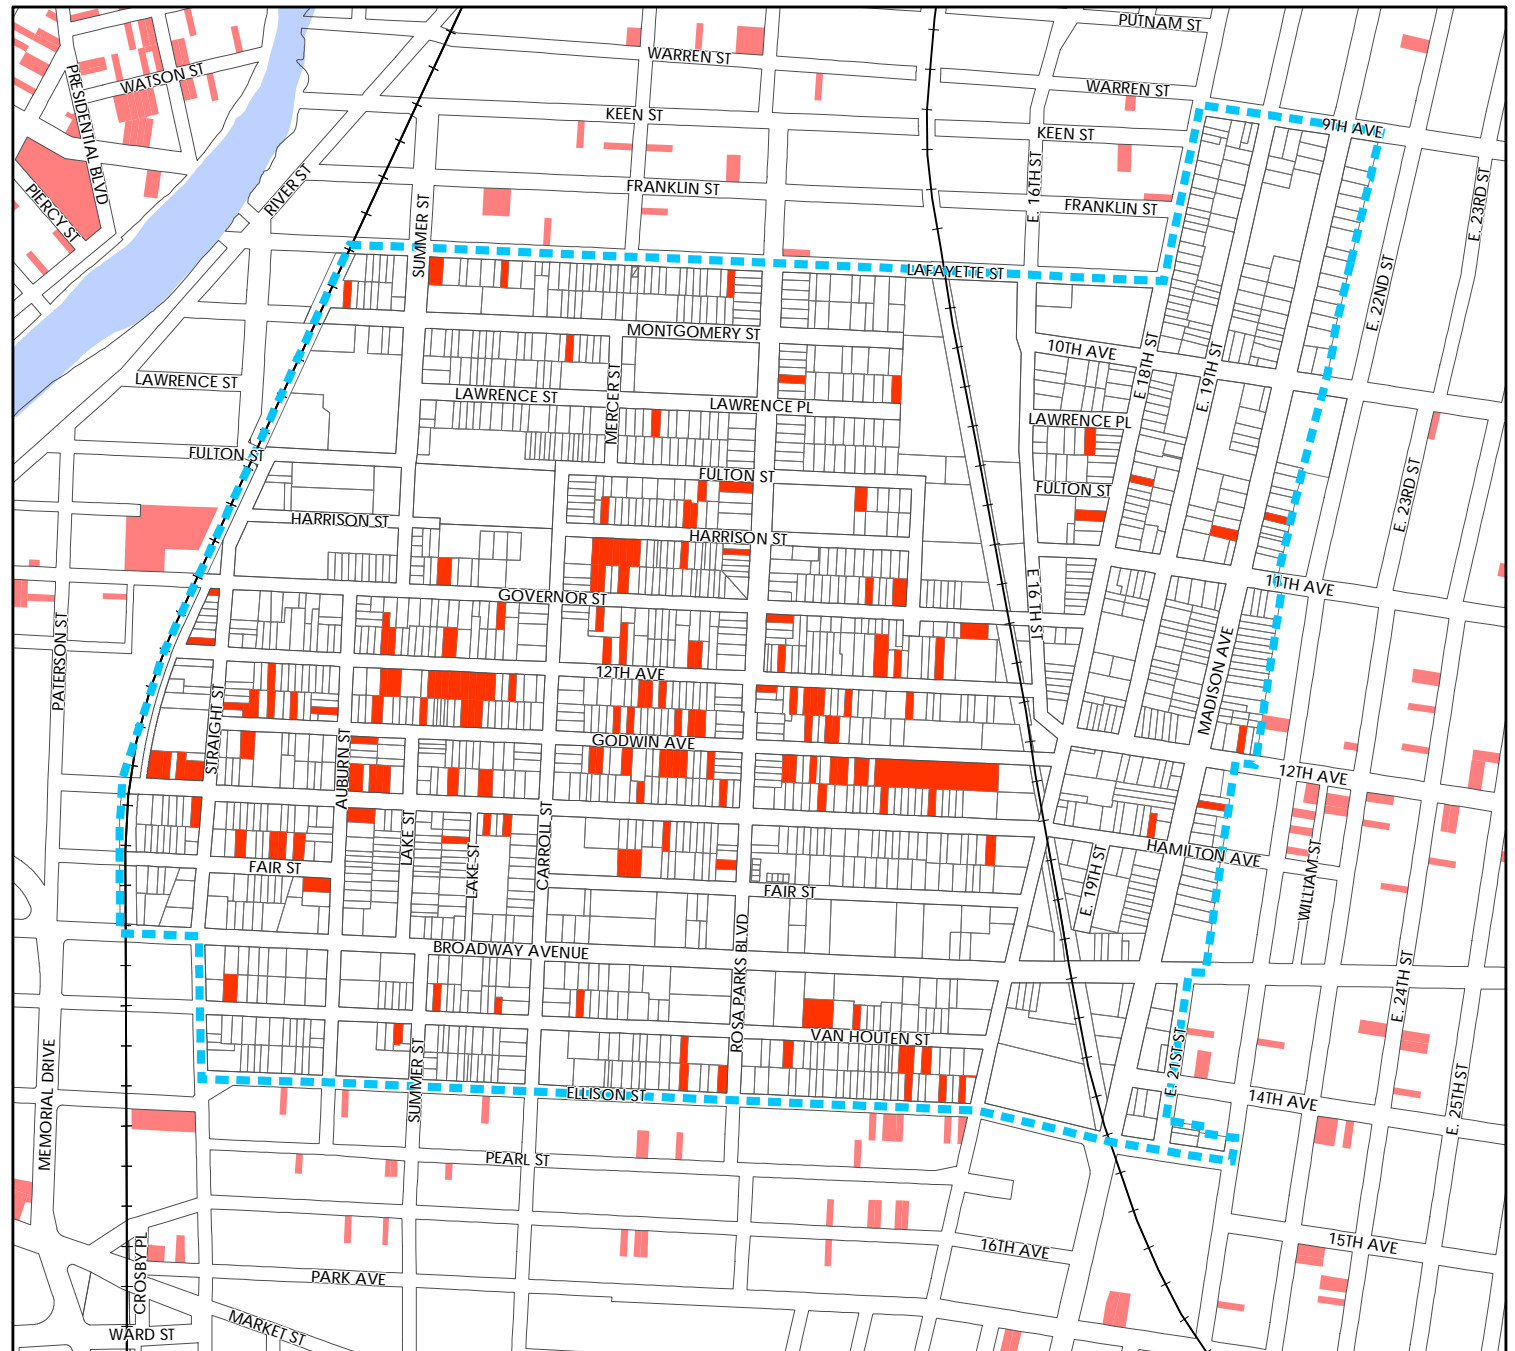 PUTNAM ST
WARREN ST
WATSON ST
PRESIDENTIAL BLVD
WARREN ST
KEEN ST
KEEN ST
9TH AVE
PIERCY ST
RIVER ST
FRANKLIN ST
E. 16TH ST
FRANKLIN ST
E. 23RD ST
SUMMER ST
LAFAYETTE ST
E. 22ND ST
MONTGOMERY ST
10TH AVE
E. 18TH ST
E. 19TH ST
LAWRENCE ST
LAWRENCE ST
MERCER ST
LAWRENCE PL
LAWRENCE PL
FULTON ST
FULTON ST
FULTON ST
E. 23RD ST
HARRISON ST
HARRISON ST
GOVERNOR ST
E 16TH ST
11TH AVE
PATERSON ST
12TH AVE
MADISON AVE
STRAIGHT ST
GODWIN AVE
AUBURN ST
12TH AVE
LAKE ST
LAKE ST
CARROLL ST
FAIR ST
FAIR ST
HAMILTON AVE
E. 19TH ST
WILLIAM ST
BROADWAY AVENUE
ROSA PARKS BLVD
E. 24TH ST
VAN HOUTEN ST
MEMORIAL DRIVE
SUMMER ST
ELLISON ST
E. 21ST ST
14TH AVE
E. 25TH ST
PEARL ST
CROSBY PL
16TH AVE
15TH AVE
PARK AVE
WARD ST
MARKET ST